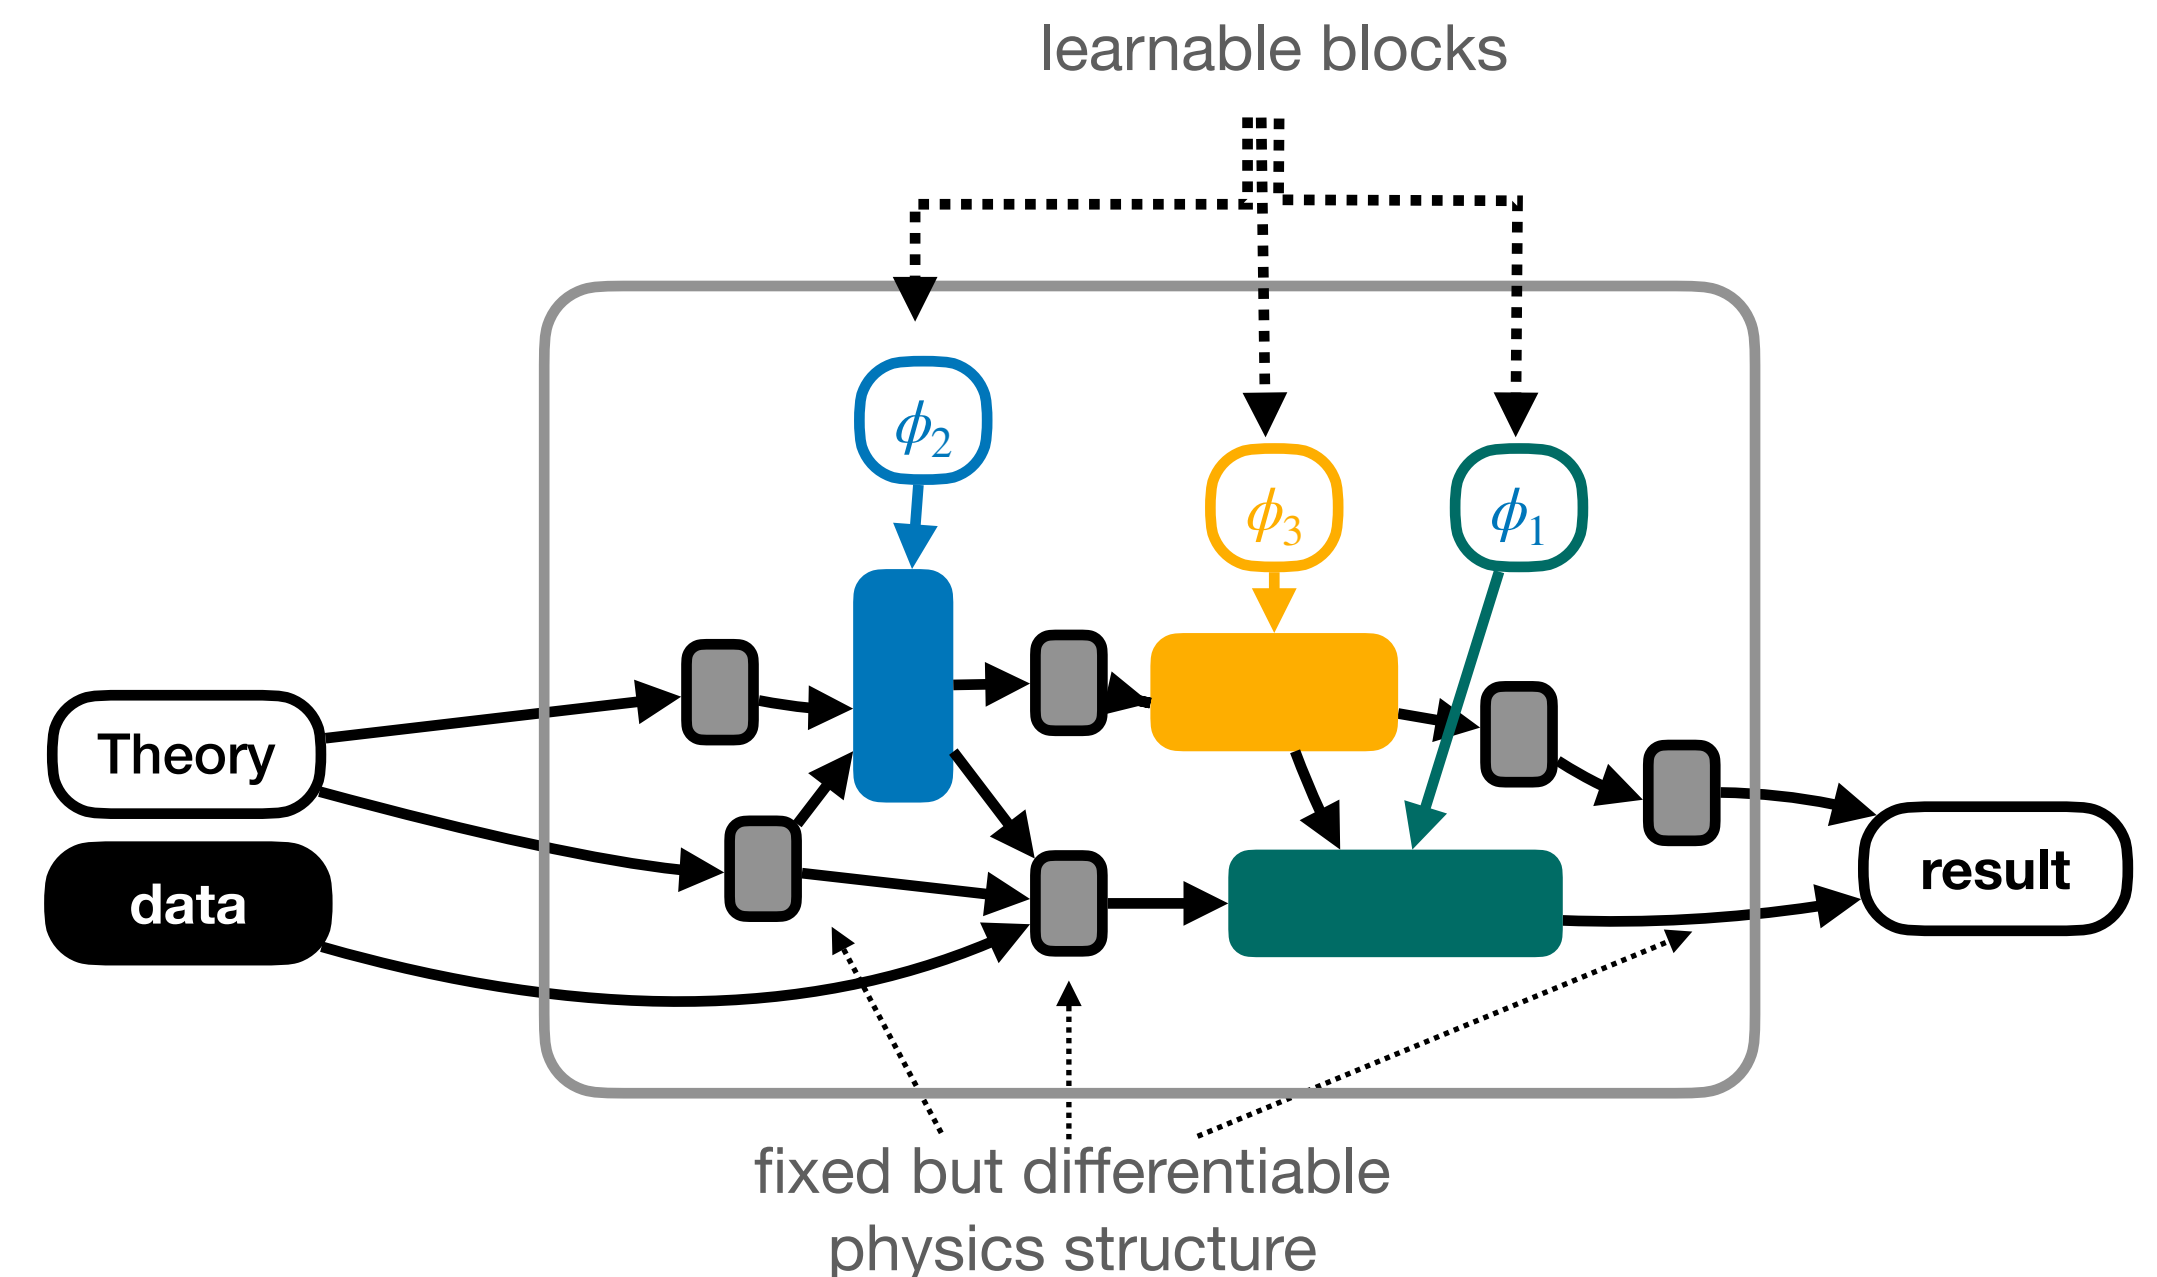 learnable blocks
ϕ2
ϕ3
ϕ1
Theory
data
result
fixed but differentiable
physics structure